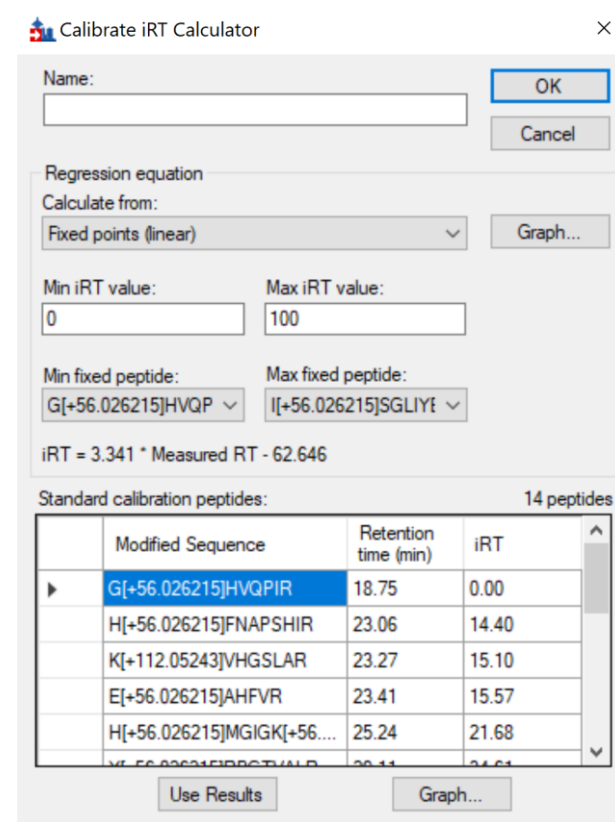 Calibrate iRT Calculator
Name:
OK
Cancel
Regression equation
Calculate from:
Fixed points (linear)
Graph...
Min iRT value:
Max iRT value:
0
100
Min fixed peptide:
Max fixed peptide:
G[+56.026215]HVQP
I[+56.026215]SGLIYE
iRT = 3.341 * Measured RT - 62.646
Standard calibration peptides:
14 peptides
Modified Sequence
Retention time (min)
iRT
G[+56.026215]HVQPIR 18.75 0.00
H[+56.026215]FNAPSHIR 23.06 14.40
K[+112.05243]VHGSLAR 23.27 15.10
E[+56.026215]AHFVR 23.41 15.57
H[+56.026215]MGIGK[+56.... 25.24 21.68
Use Results
Graph...